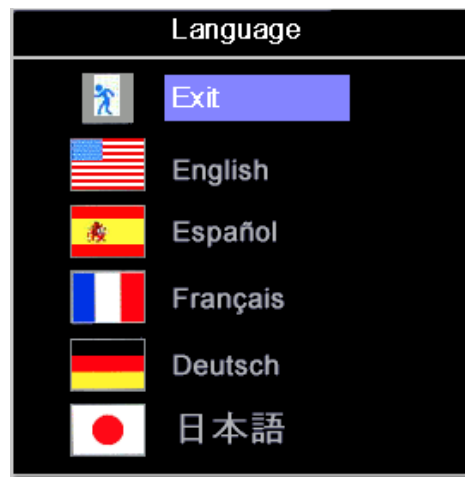 Language
Exit
English
Español
Français
Deutsch
日本語